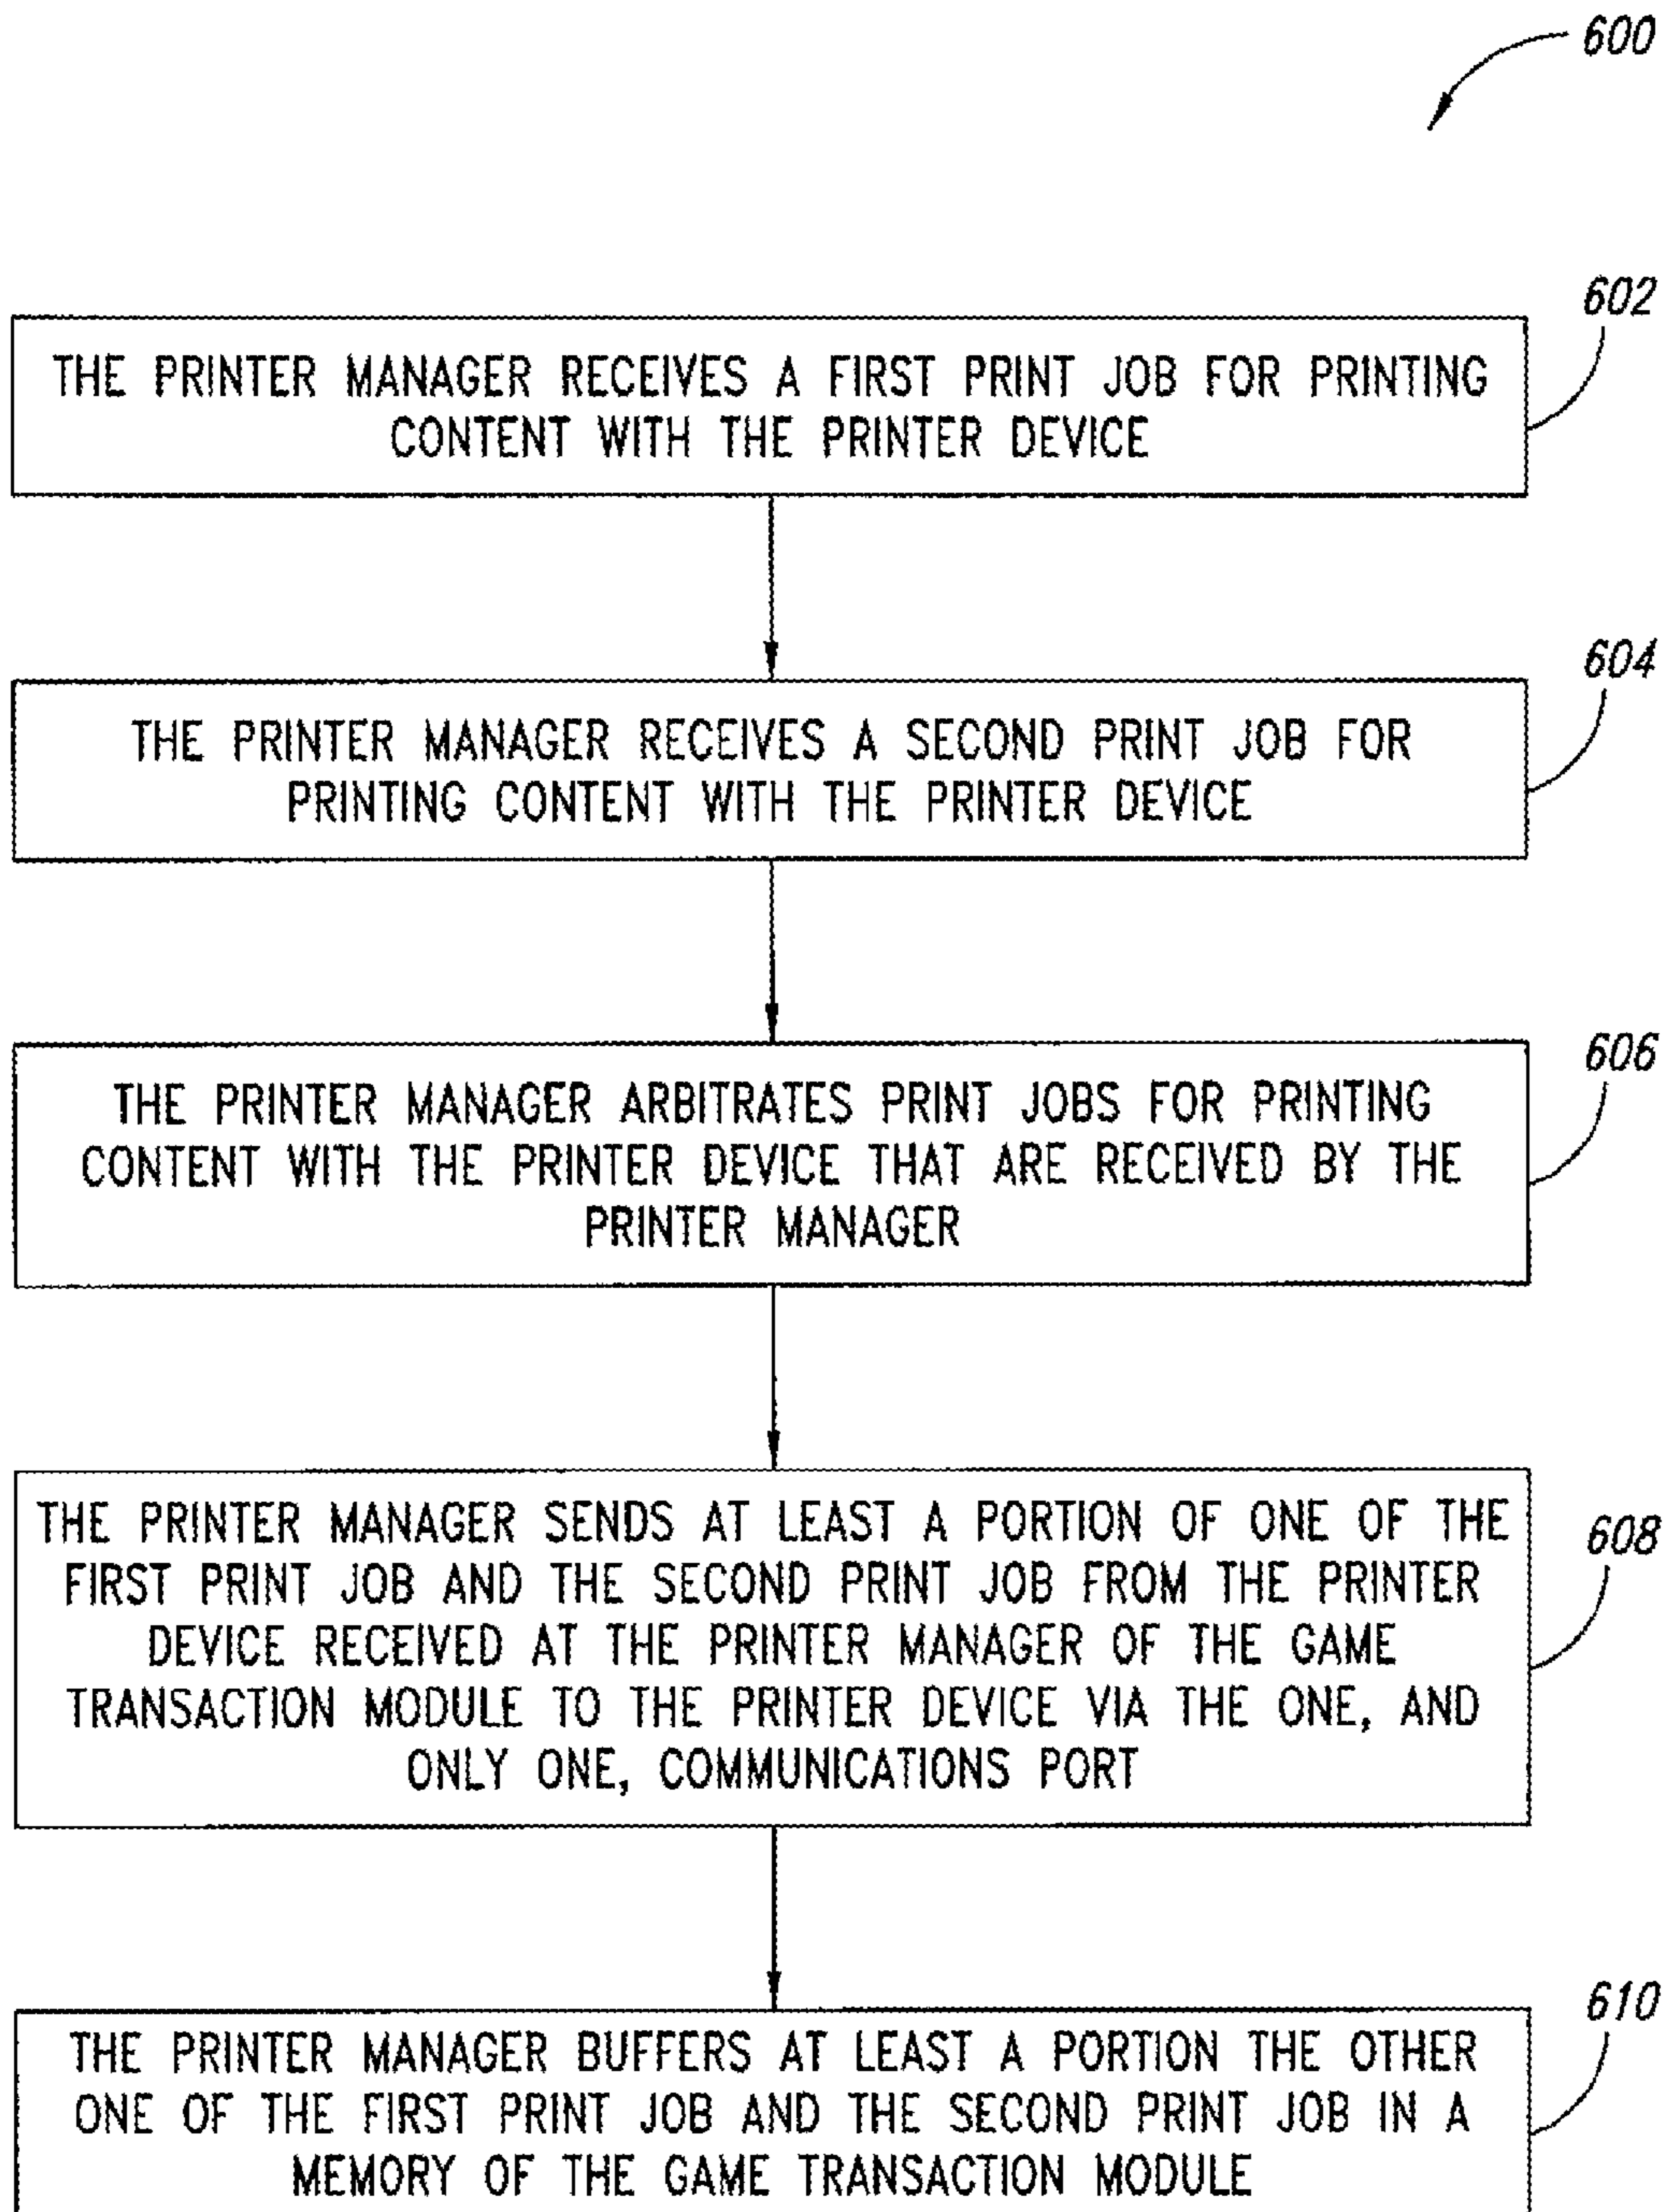 600
602
THE PRINTER MANAGER RECEIVES A FIRST PRINT JOB FOR PRINTING
CONTENT WITH THE PRINTER DEVICE
604
THE PRINTER MANAGER RECEIVES A SECOND PRINT JOB FOR
PRINTING CONTENT WITH THE PRINTER DEVICE
606
THE PRINTER MANAGER ARBITRATES PRINT JOBS FOR PRINTING
CONTENT WITH THE PRINTER DEVICE THAT ARE RECEIVED BY THE
PRINTER MANAGER
608
THE PRINTER MANAGER SENDS AT LEAST A PORTION OF ONE OF THE
FIRST PRINT JOB AND THE SECOND PRINT JOB FROM THE PRINTER
DEVICE RECEIVED AT THE PRINTER MANAGER OF THE GAME
TRANSACTION MODULE TO THE PRINTER DEVICE VIA THE ONE, AND
ONLY ONE, COMMUNICATIONS PORT
610
THE PRINTER MANAGER BUFFERS AT LEAST A PORTION THE OTHER
ONE OF THE FIRST PRINT JOB AND THE SECOND PRINT JOB IN A
MEMORY OF THE GAME TRANSACTION MODULE